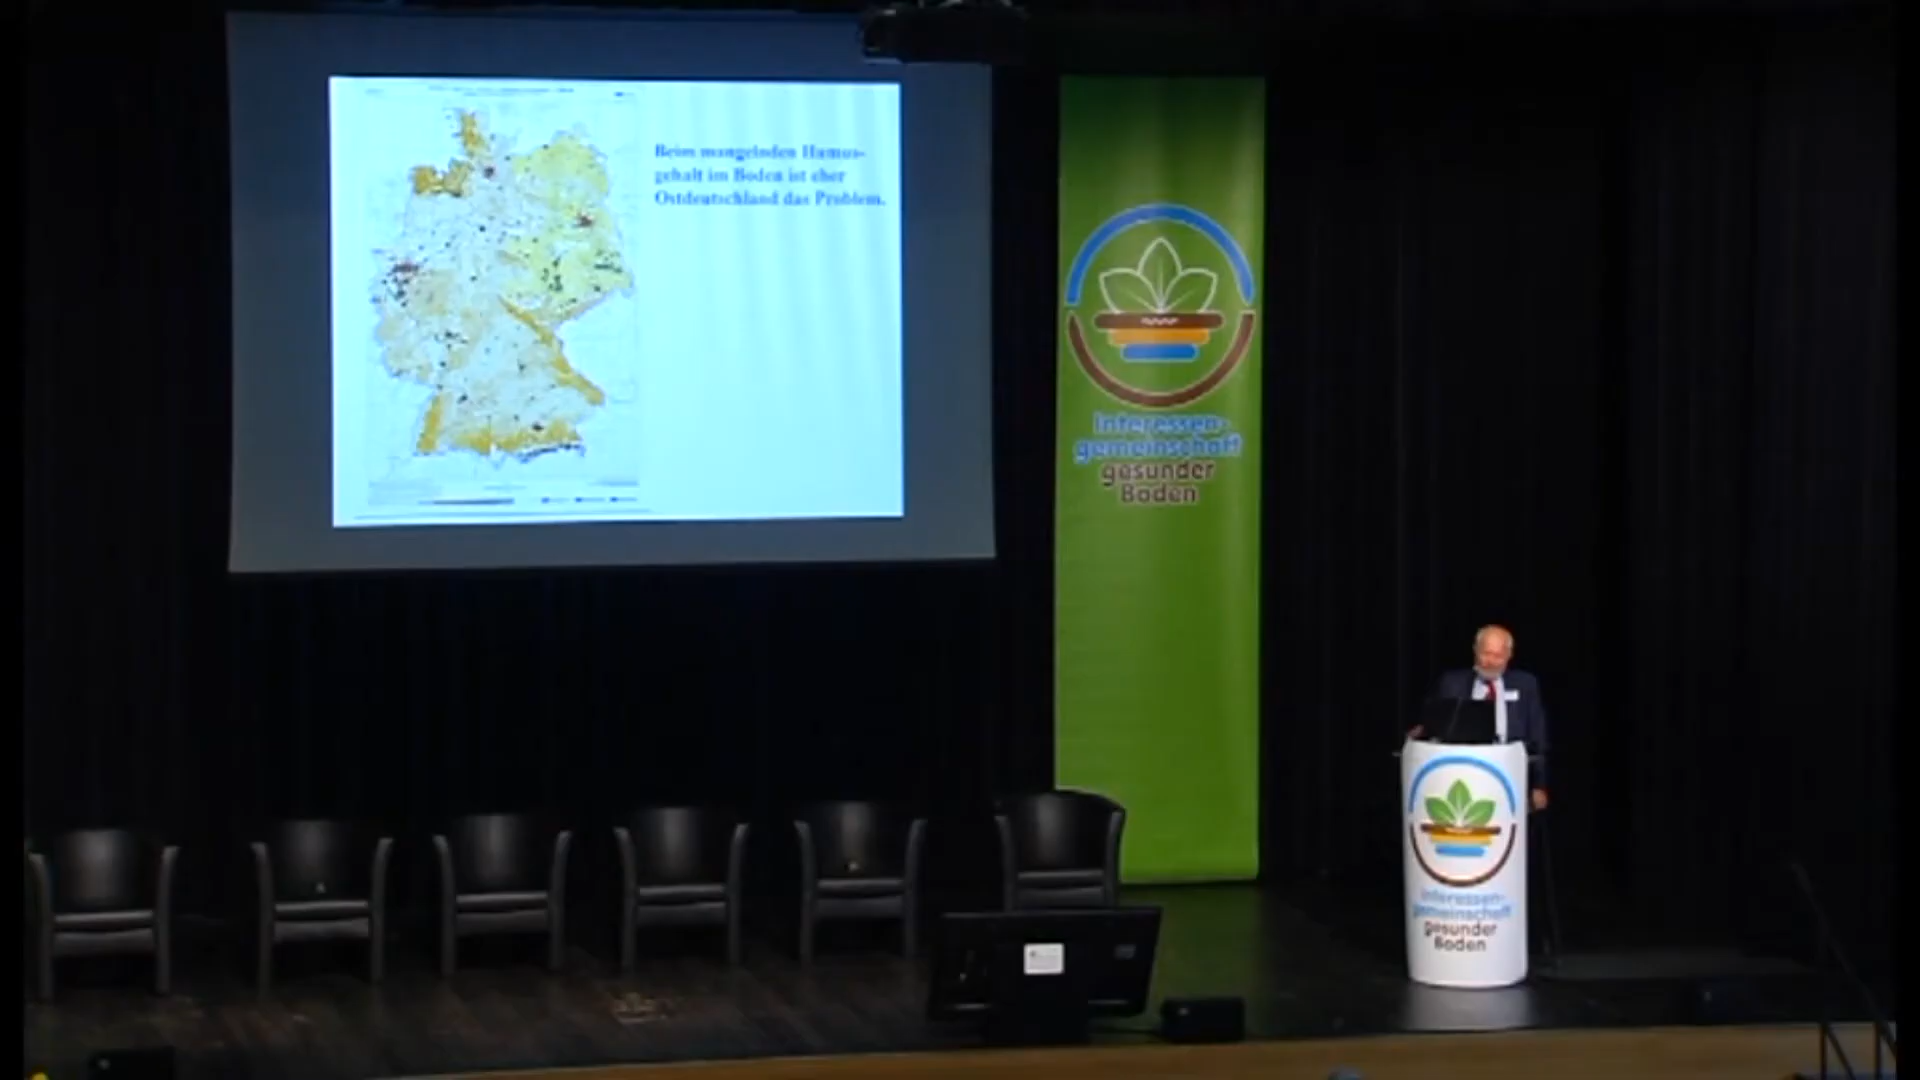 Beim mangelnden Humus-
gehalt im Boden ist eher
Ostdeutschland das Problem.
Interessen-
gemeinschaft
gesunder
Boden
Interessen-
gemeinschaft
gesunder
Boden